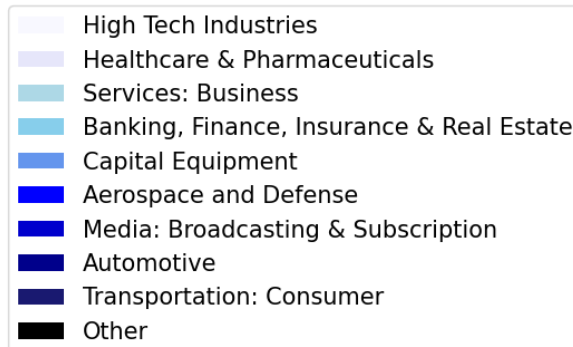 High Tech Industries
Healthcare & Pharmaceuticals
Services: Business
Banking, Finance, Insurance & Real Estate
Capital Equipment
Aerospace and Defense
Media: Broadcasting & Subscription
Automotive
Transportation: Consumer
Other